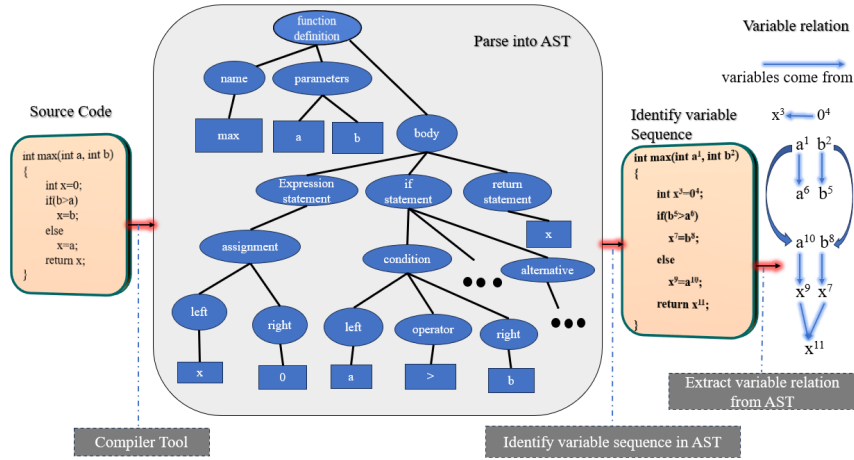 Source Code
int max(int a, int b)
{
int x=0;
if(b>a)
x=b;
else
x=a;
return x;
}
Compiler Tool
Parse into AST
function
definition
name
parameters
max
a
b
body
Expression
statement
if
statement
return
statement
x
assignment
condition
•••
alternative
•••
left
right
left
operator
right
x
0
a
>
b
Identify variable sequence in AST
Identify variable
Sequence
int max(int a¹, int b²)
{
int x³=0⁴;
if(b⁵>a⁶)
x⁷=b⁸;
else
x⁹=a¹⁰;
return x¹¹;
}
Extract variable relation
from AST
Variable relation
variables come from
x³ 0⁴
a¹ b²
a⁶ b⁵
a¹⁰ b⁸
x⁹ x⁷
x¹¹